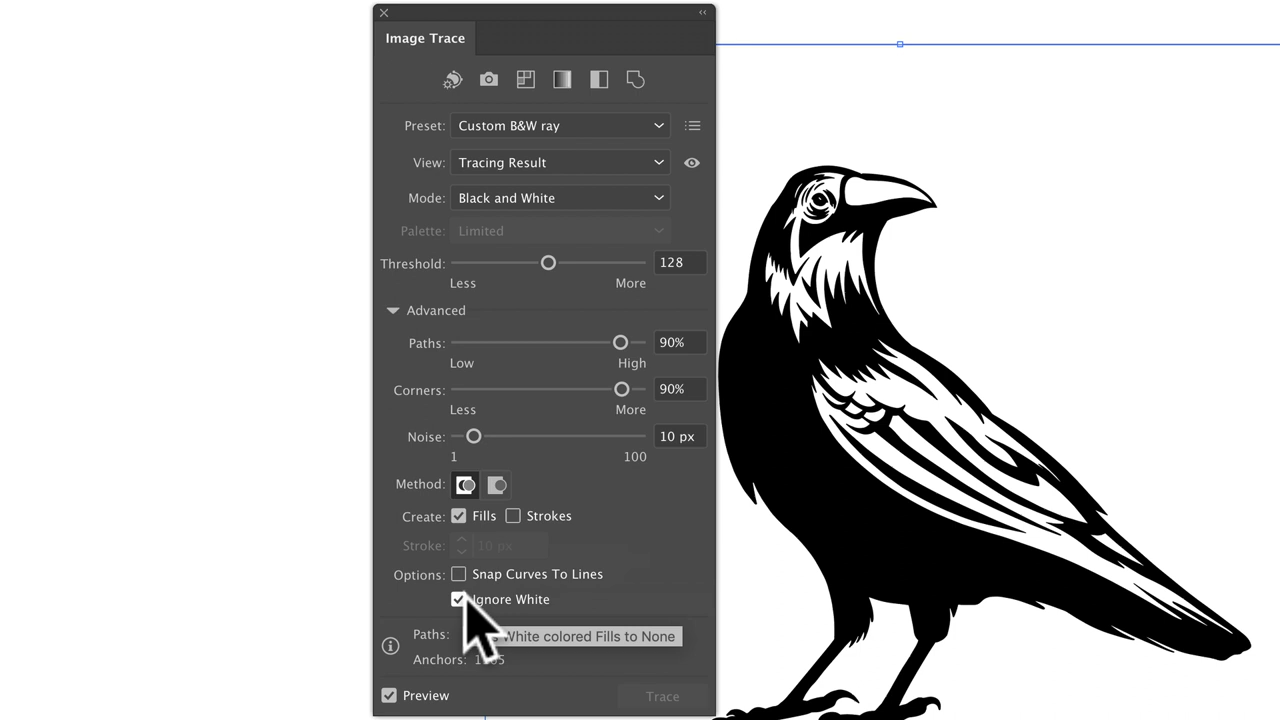 Image Trace
Preset: Custom B&W ray
View: Tracing Result
Mode: Black and White
Palette: Limited
Threshold: 128
Less More
Advanced
Paths: 90%
Low High
Corners: 90%
Less More
Noise: 10 px
1 100
Method:
Create: Fills Strokes
Stroke: 10 px
Options: Snap Curves To Lines
Ignore White
Paths: White colored Fills to None
Anchors:
Preview Trace